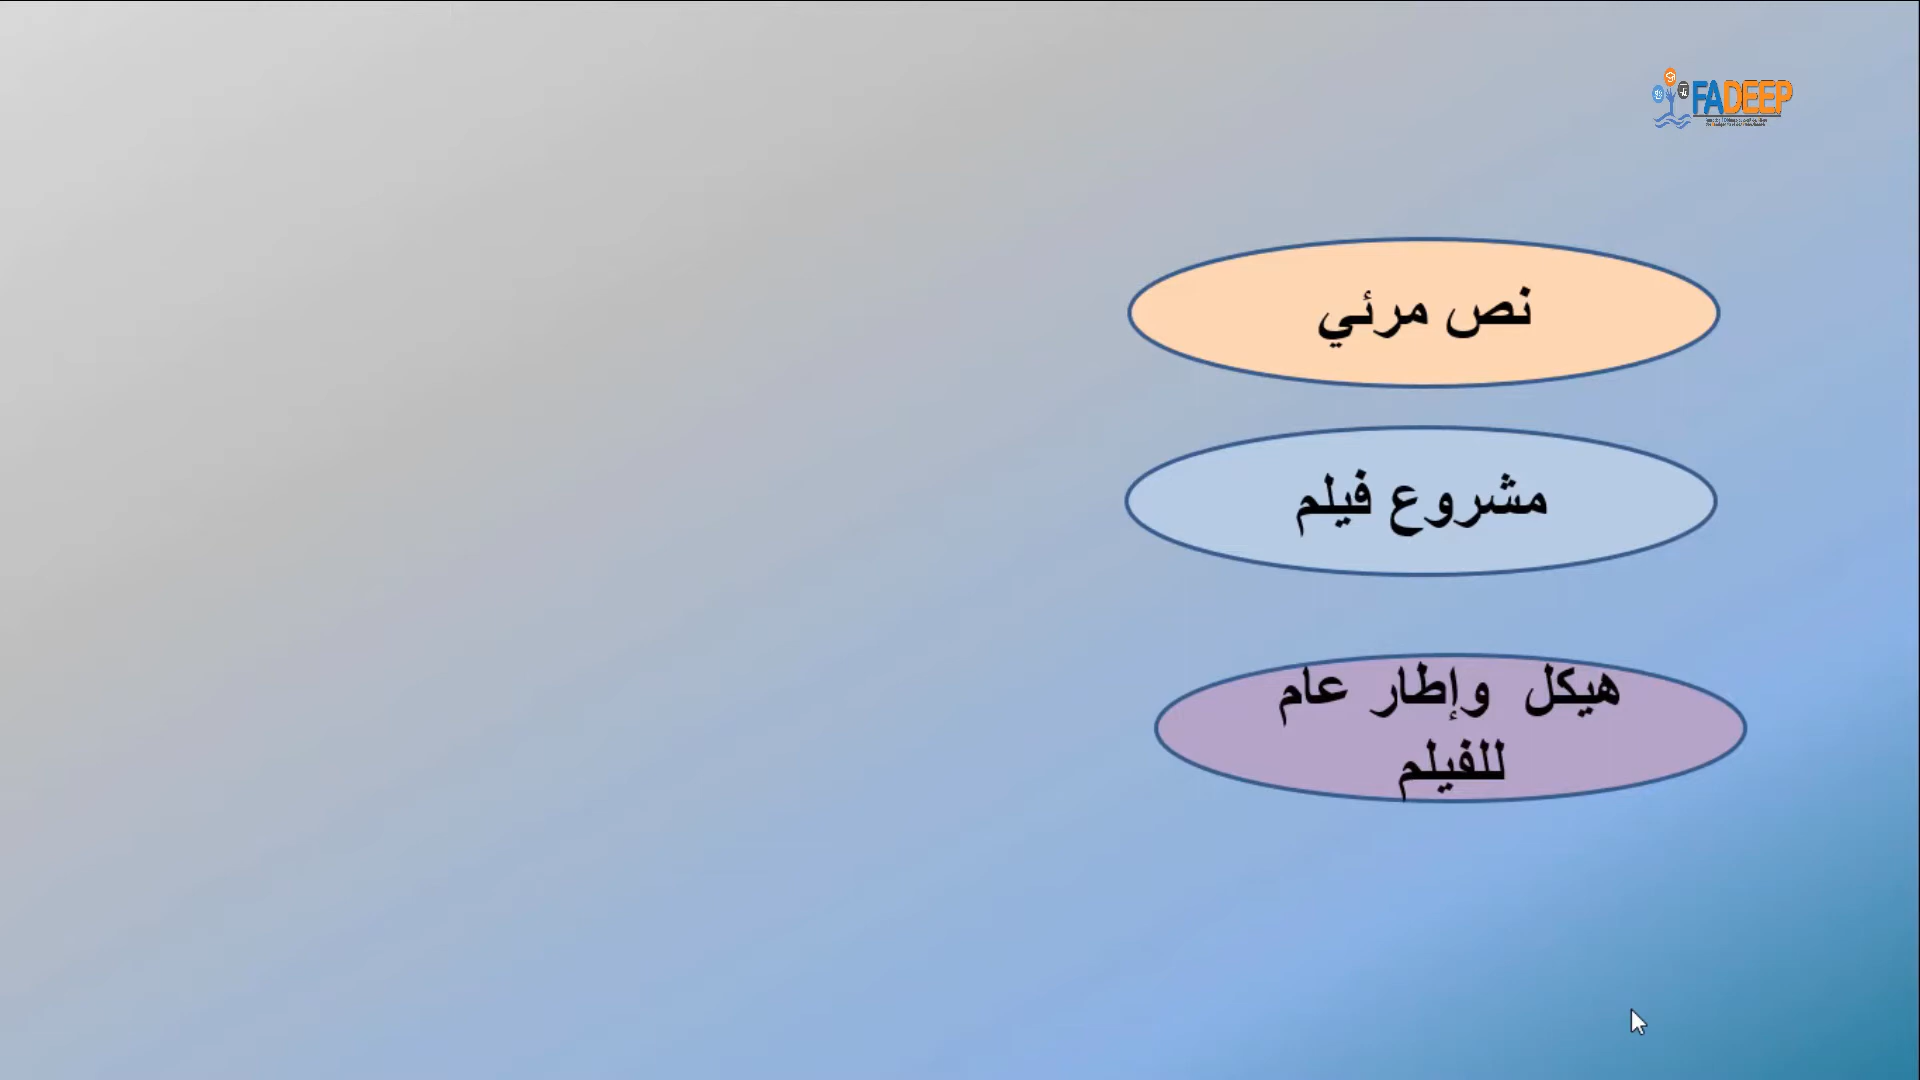 FADEEP
نص مرئي
مشروع فيلم
هيكل وإطار عام
للفيلم